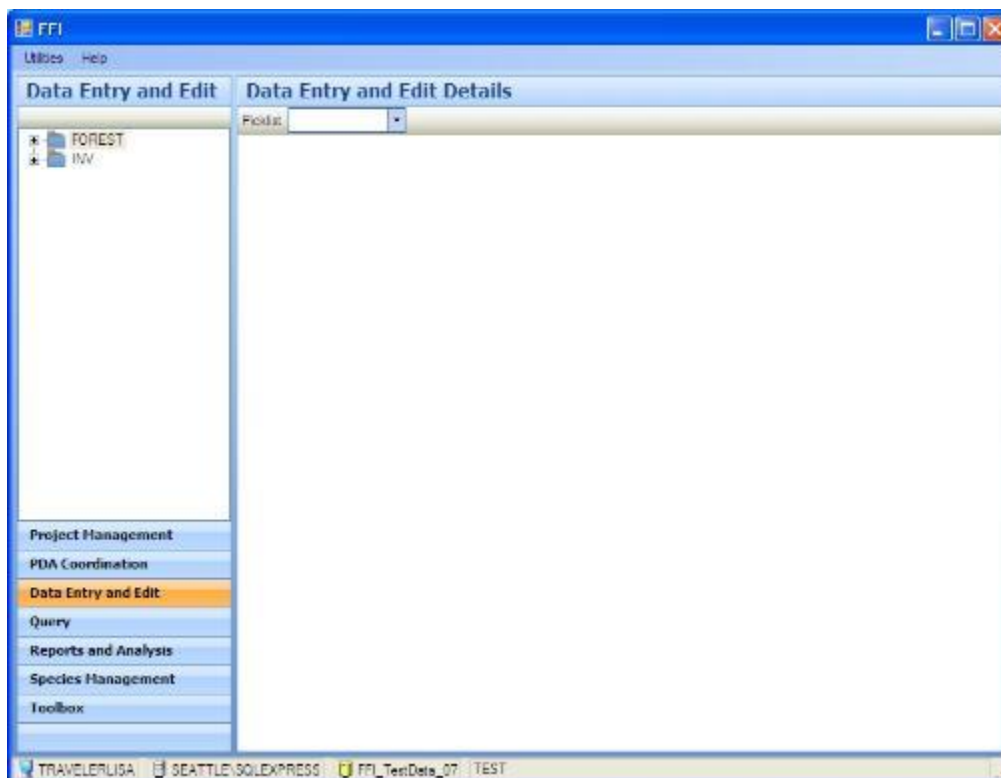 FFI
Utilities Help
Data Entry and Edit
Data Entry and Edit Details
Picklist
FOREST
INV
Project Management
PDA Coordination
Data Entry and Edit
Query
Reports and Analysis
Species Management
Toolbox
TRAVELERLISA SEATTLE\SQLEXPRESS FFI_TestData_07 TEST